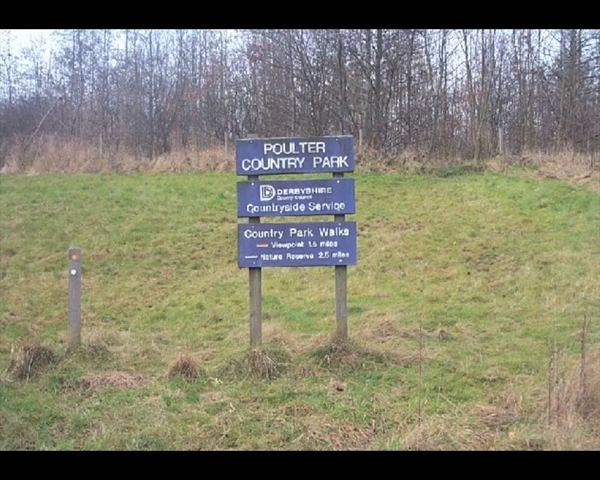 POULTER
COUNTRY PARK
DERBYSHIRE
County Council
Countryside Service
Country Park Walks
Viewpoint 1.5 miles
Nature Reserve 2.5 miles